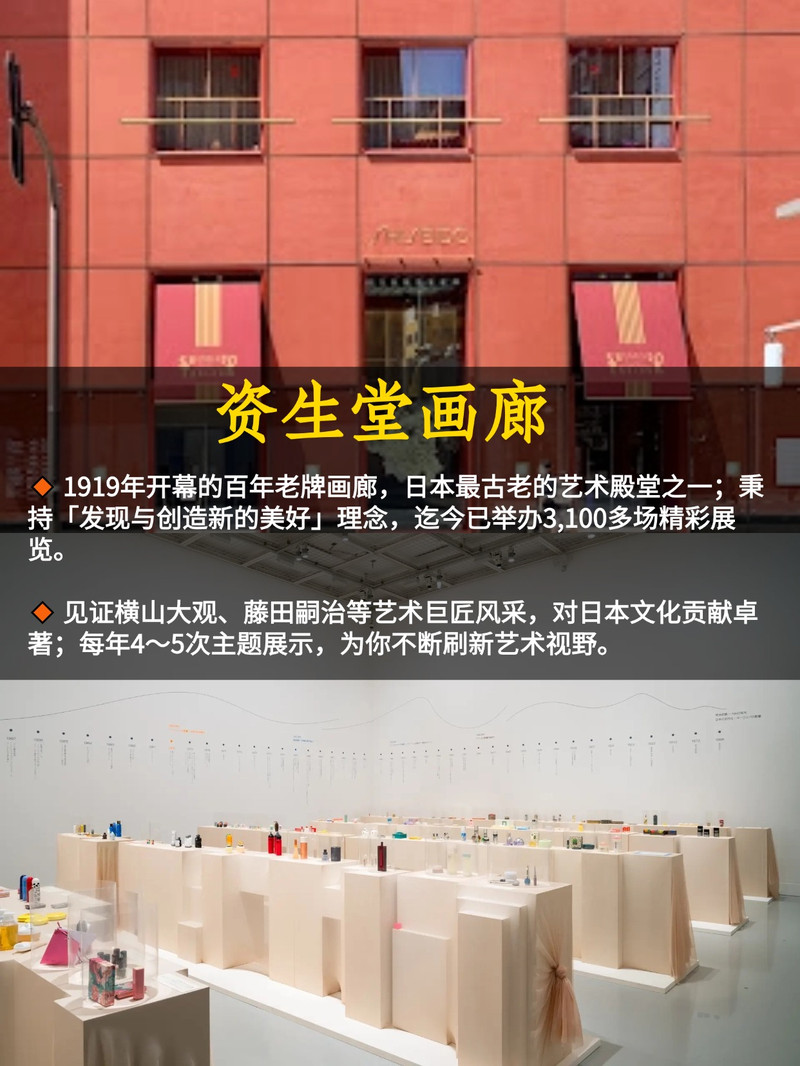 SHISEIDO
资生堂画廊
🔶 1919年开幕的百年老牌画廊，日本最古老的艺术殿堂之一；秉
持「发现与创造新的美好」理念，迄今已举办3,100多场精彩展
览。
🔶 见证横山大观、藤田嗣治等艺术巨匠风采，对日本文化贡献卓
著；每年4～5次主题展示，为你不断刷新艺术视野。